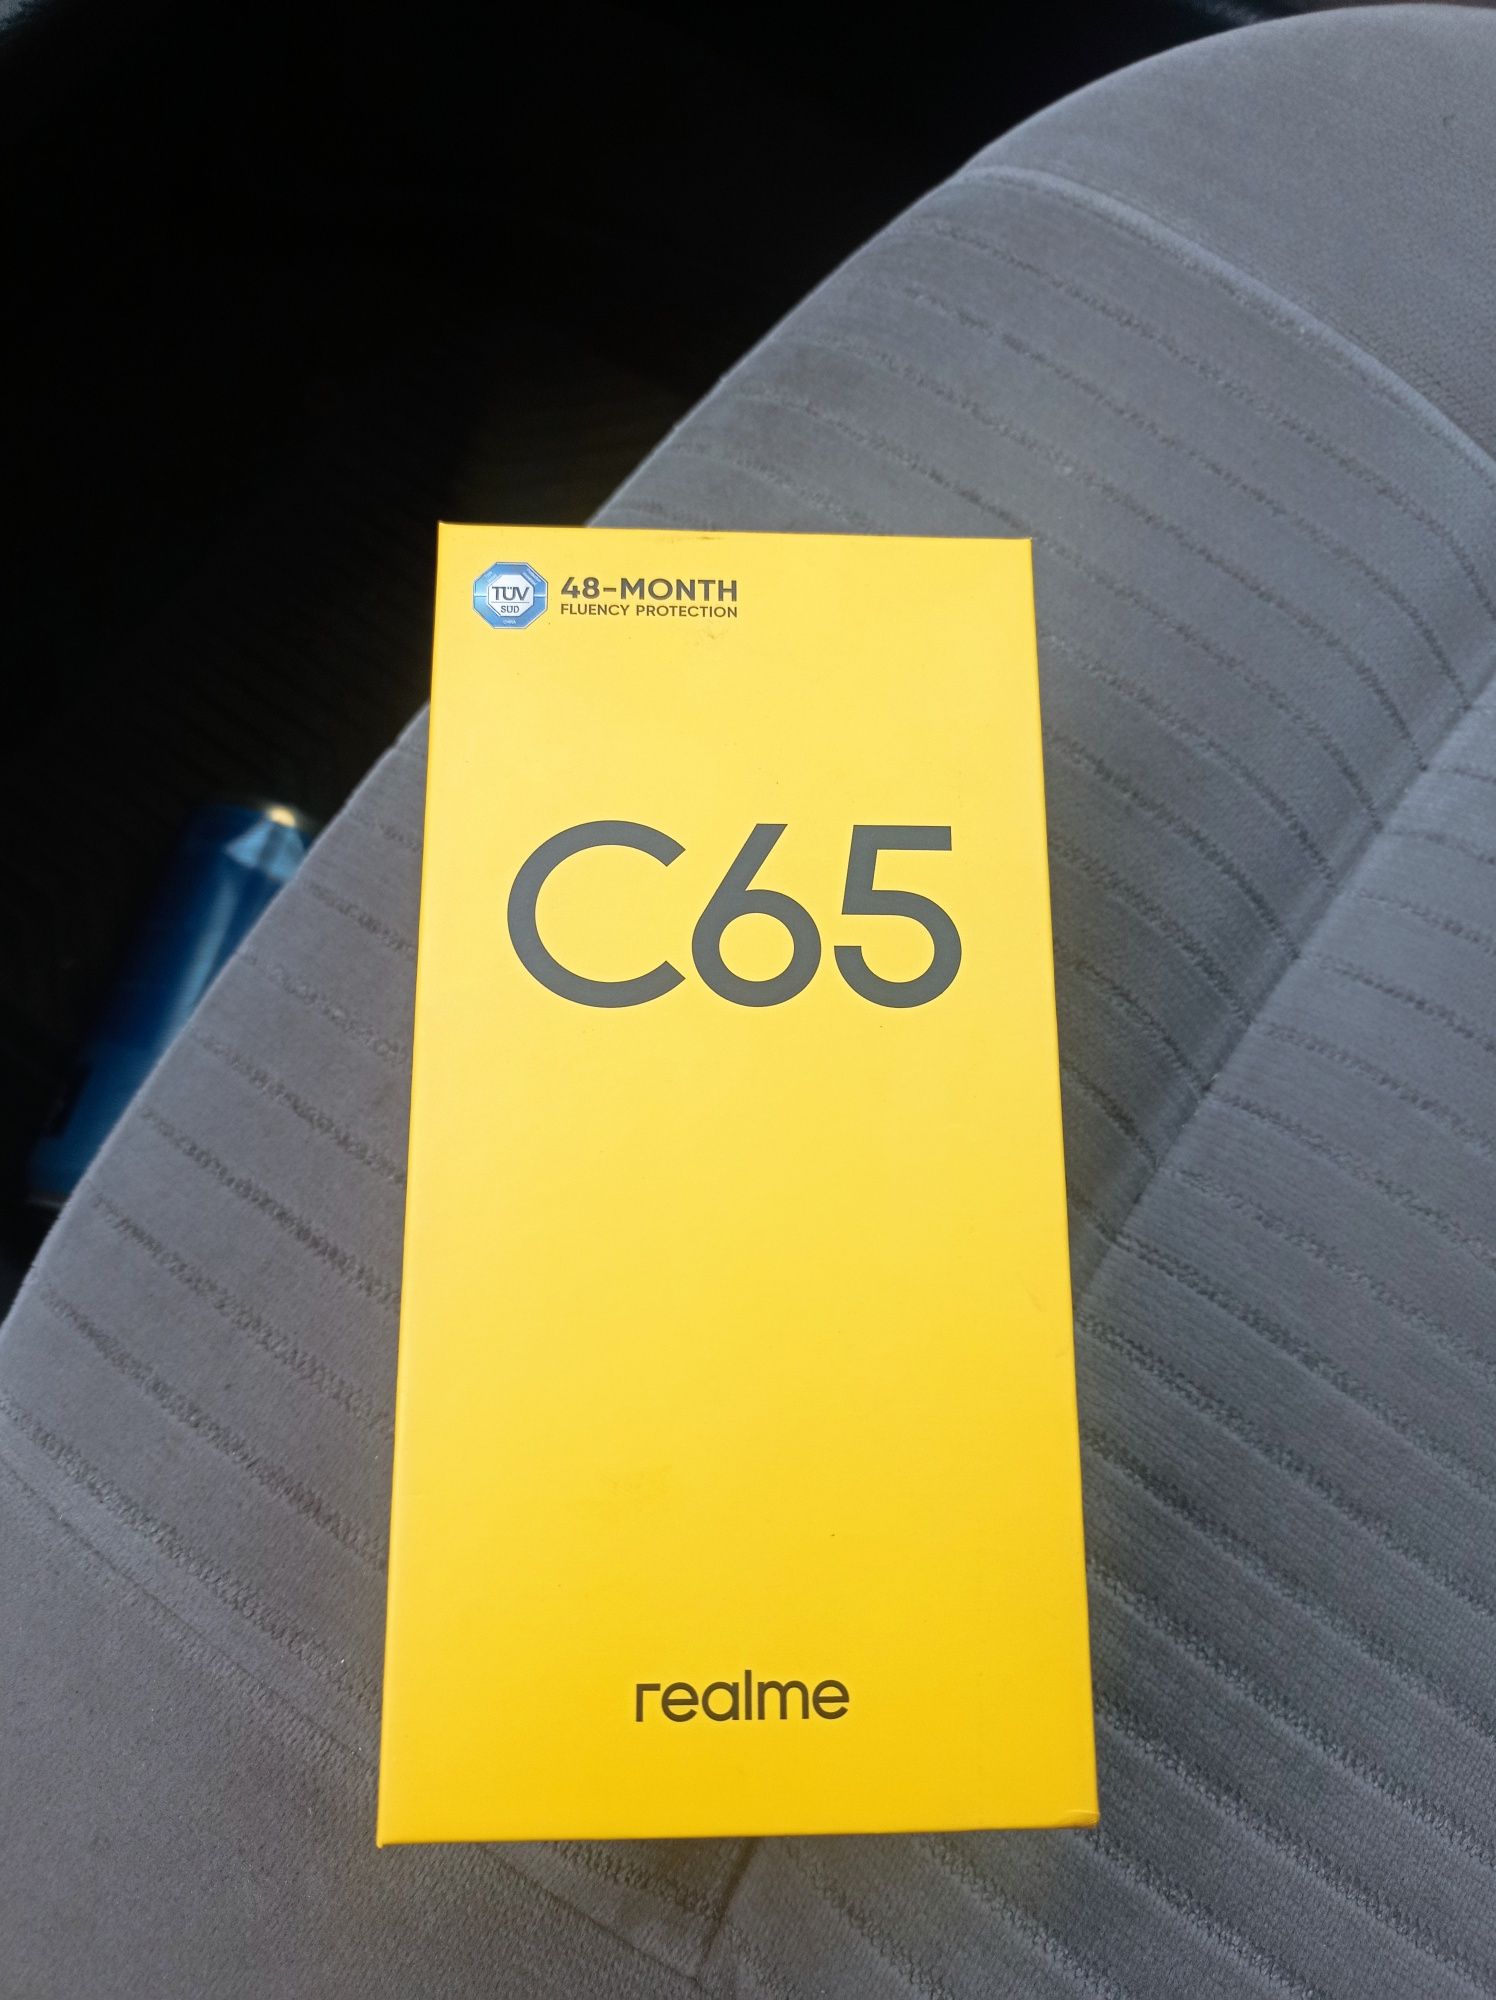 TÜV
SÜD
48-MONTH
FLUENCY PROTECTION
C65
realme